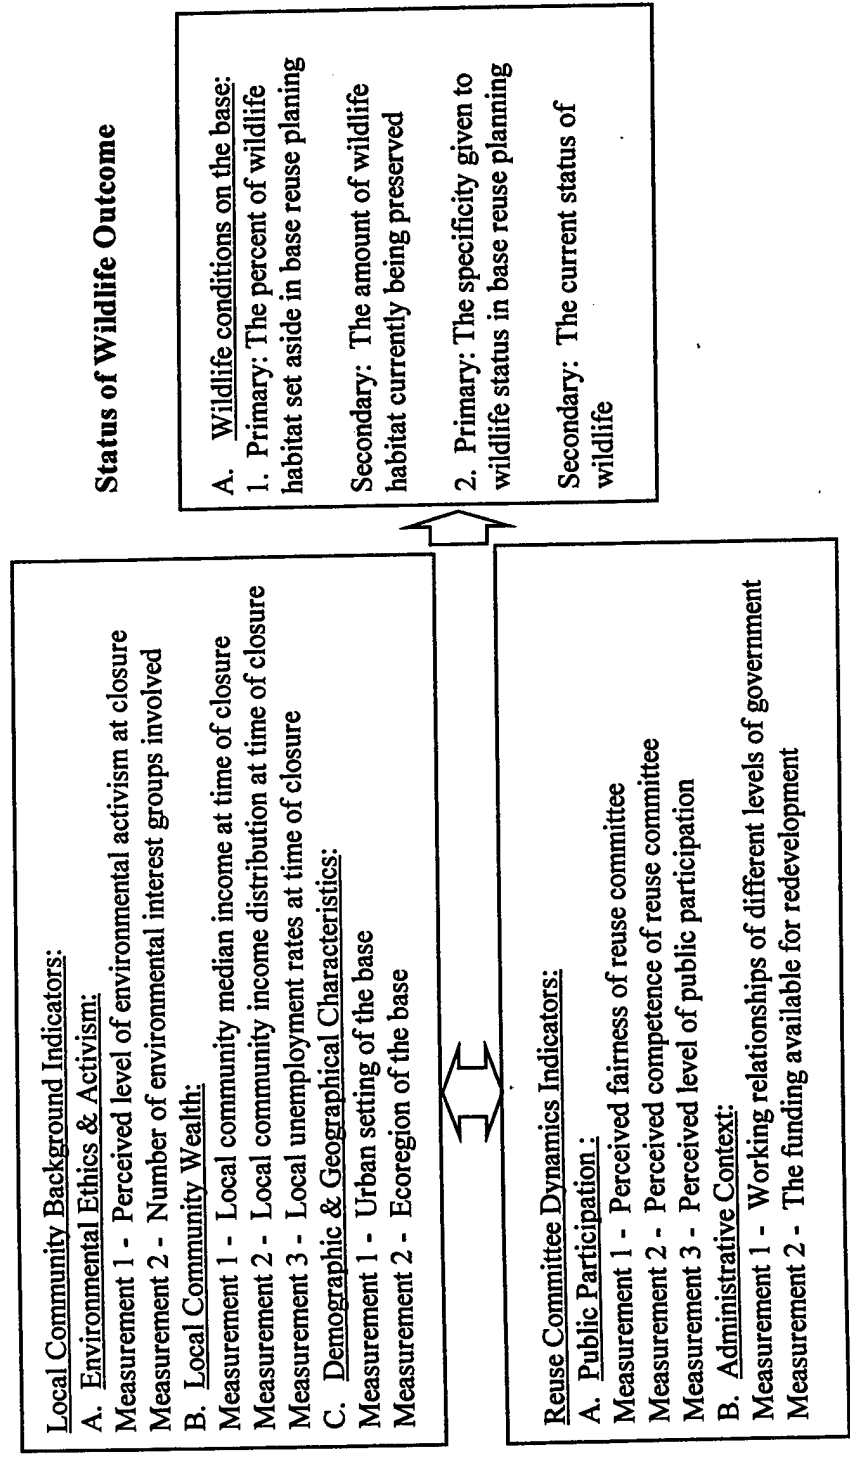 Local Community Background Indicators:
A. Environmental Ethics & Activism:
Measurement 1 - Perceived level of environmental activism at closure
Measurement 2 - Number of environmental interest groups involved
B. Local Community Wealth:
Measurement 1 - Local community median income at time of closure
Measurement 2 - Local community income distribution at time of closure
Measurement 3 - Local unemployment rates at time of closure
C. Demographic & Geographical Characteristics:
Measurement 1 - Urban setting of the base
Measurement 2 - Ecoregion of the base
Reuse Committee Dynamics Indicators:
A. Public Participation :
Measurement 1 - Perceived fairness of reuse committee
Measurement 2 - Perceived competence of reuse committee
Measurement 3 - Perceived level of public participation
B. Administrative Context:
Measurement 1 - Working relationships of different levels of government
Measurement 2 - The funding available for redevelopment
Status of Wildlife Outcome
A. Wildlife conditions on the base:
1. Primary: The percent of wildlife
habitat set aside in base reuse planing
Secondary: The amount of wildlife
habitat currently being preserved
2. Primary: The specificity given to
wildlife status in base reuse planning
Secondary: The current status of
wildlife